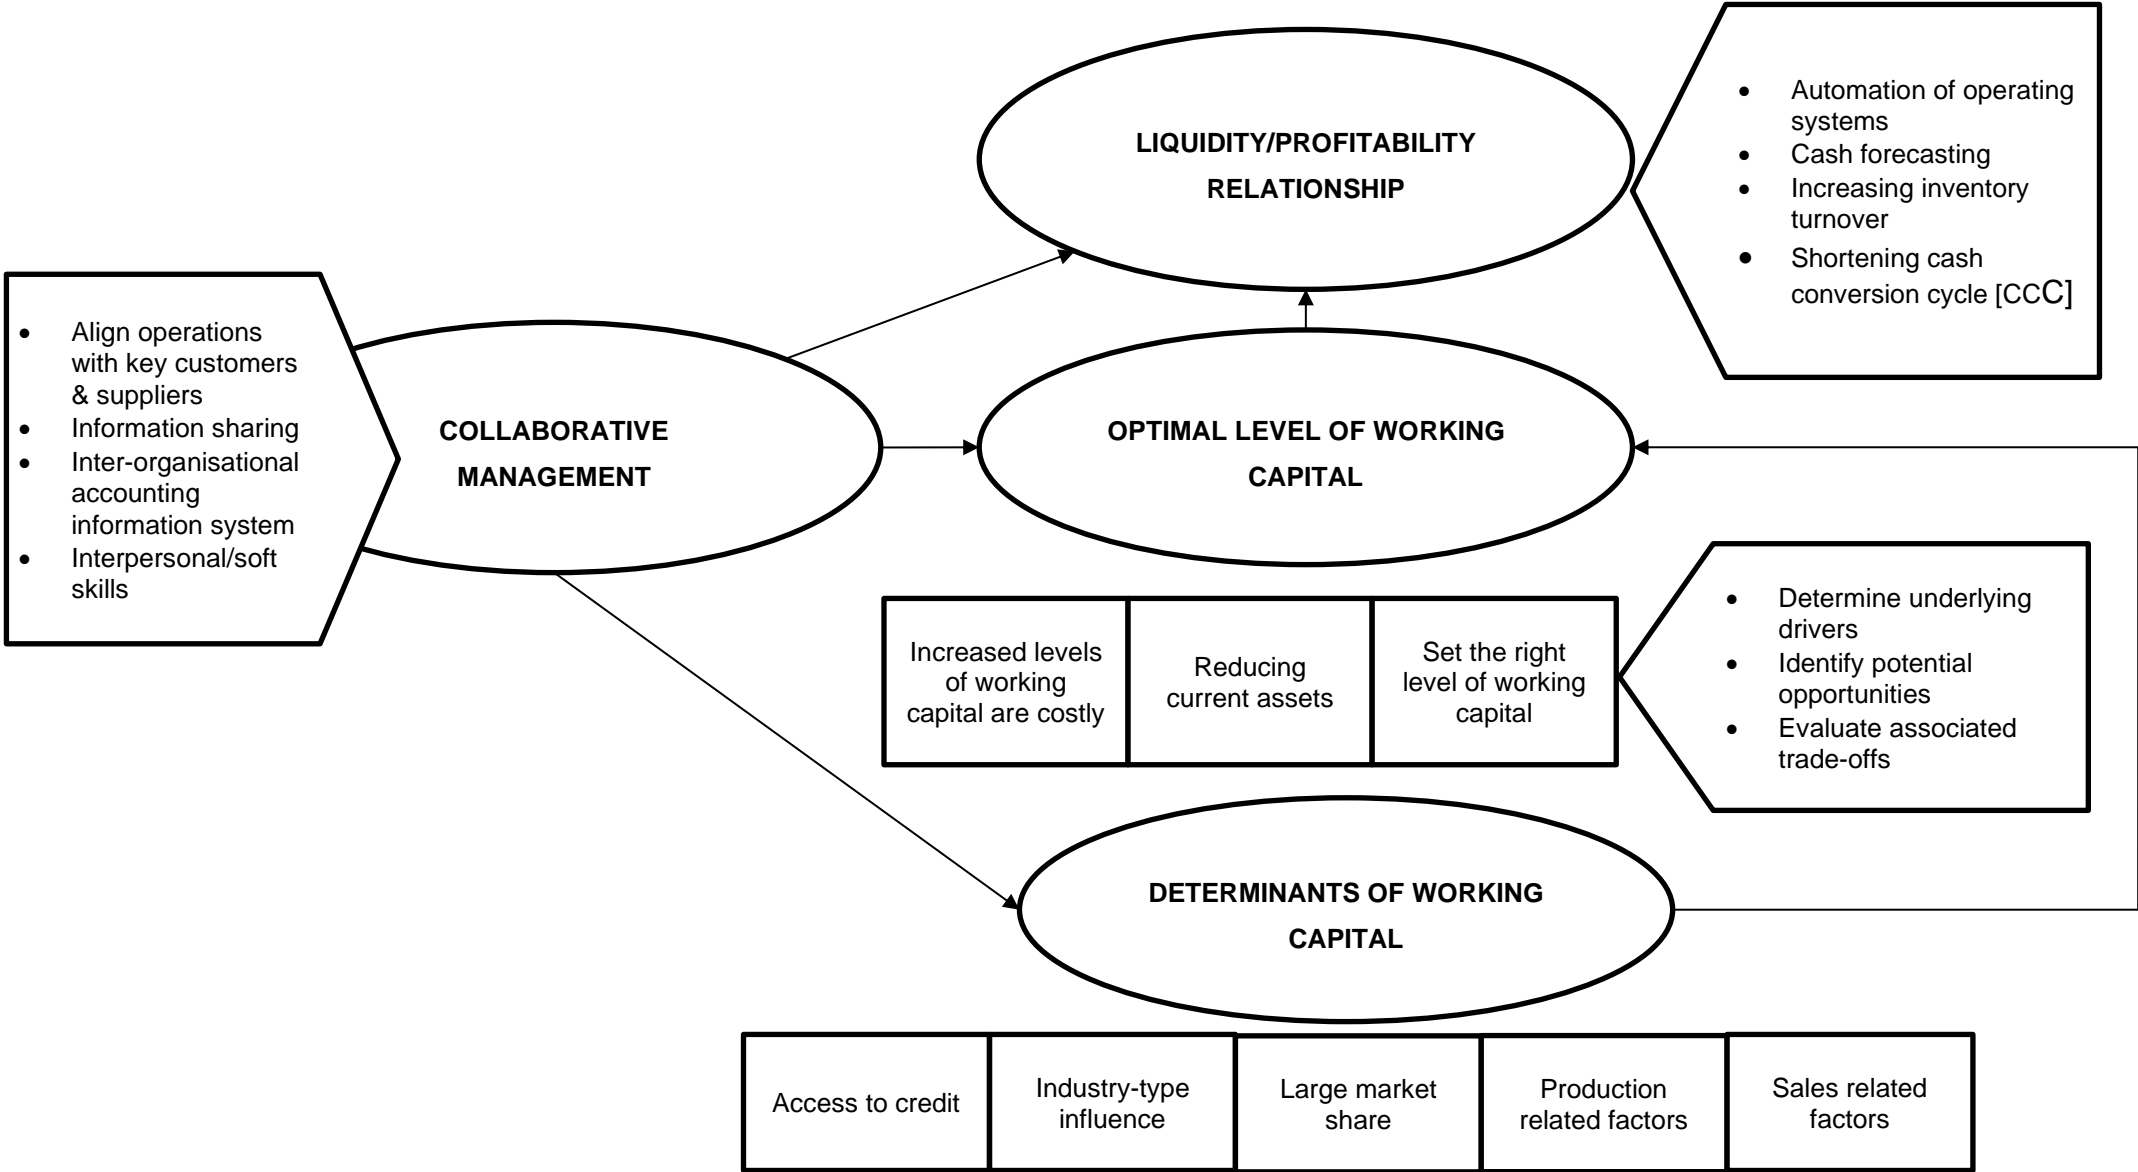 LIQUIDITY/PROFITABILITY
RELATIONSHIP
• Automation of operating
systems
• Cash forecasting
• Increasing inventory
turnover
• Shortening cash
conversion cycle [CCC]
• Align operations
with key customers
& suppliers
• Information sharing
• Inter-organisational
accounting
information system
• Interpersonal/soft
skills
COLLABORATIVE
MANAGEMENT
OPTIMAL LEVEL OF WORKING
CAPITAL
Increased levels
of working
capital are costly
Reducing
current assets
Set the right
level of working
capital
• Determine underlying
drivers
• Identify potential
opportunities
• Evaluate associated
trade-offs
DETERMINANTS OF WORKING
CAPITAL
Access to credit
Industry-type
influence
Large market
share
Production
related factors
Sales related
factors